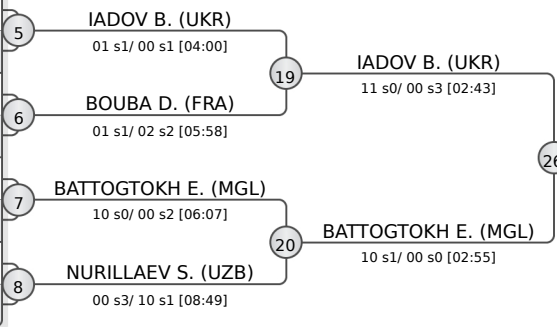 5
IADOV B. (UKR)
01 s1/ 00 s1 [04:00]
19
IADOV B. (UKR)
11 s0/ 00 s3 [02:43]
6
BOUBA D. (FRA)
01 s1/ 02 s2 [05:58]
26
7
BATTOGTOKH E. (MGL)
10 s0/ 00 s2 [06:07]
20
BATTOGTOKH E. (MGL)
10 s1/ 00 s0 [02:55]
8
NURILLAEV S. (UZB)
00 s3/ 10 s1 [08:49]